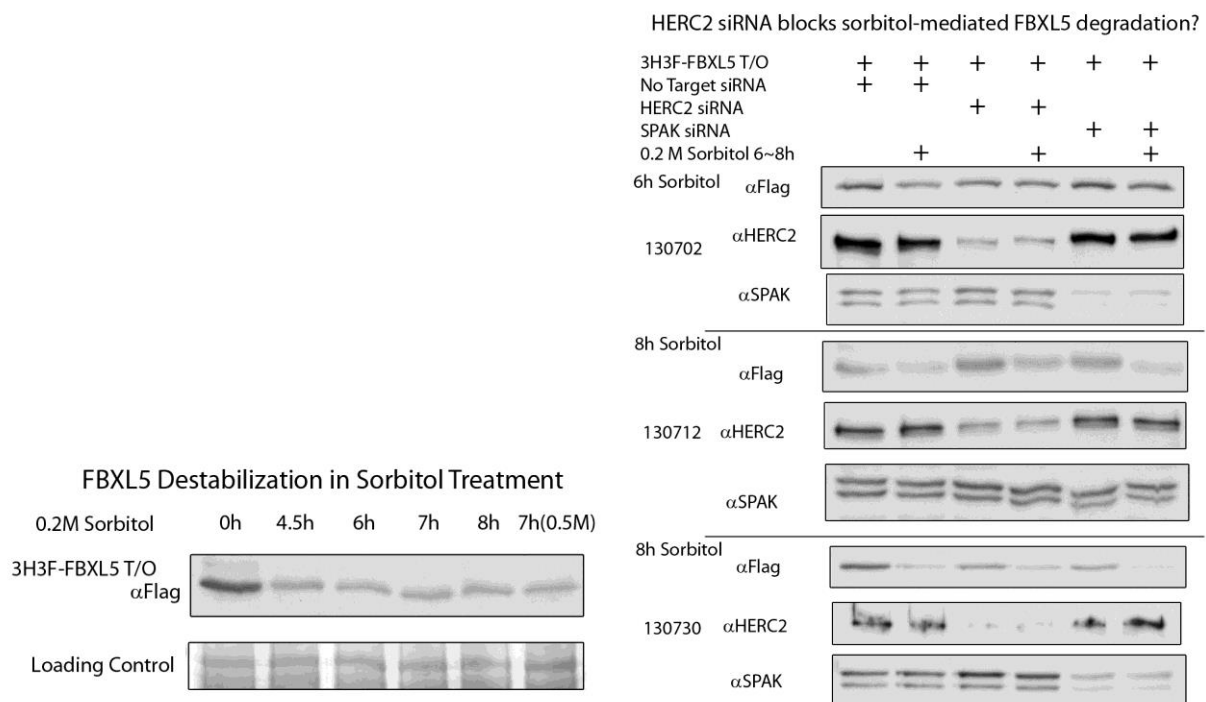 HERC2 siRNA blocks sorbitol-mediated FBXL5 degradation?
3H3F-FBXL5 T/O + + + + + +
No Target siRNA + +
HERC2 siRNA + +
SPAK siRNA + +
0.2 M Sorbitol 6~8h + + +
6h Sorbitol αFlag
130702 αHERC2
αSPAK
8h Sorbitol
αFlag
130712 αHERC2
αSPAK
8h Sorbitol
αFlag
130730 αHERC2
αSPAK
FBXL5 Destabilization in Sorbitol Treatment
0.2M Sorbitol 0h 4.5h 6h 7h 8h 7h(0.5M)
3H3F-FBXL5 T/O
αFlag
Loading Control